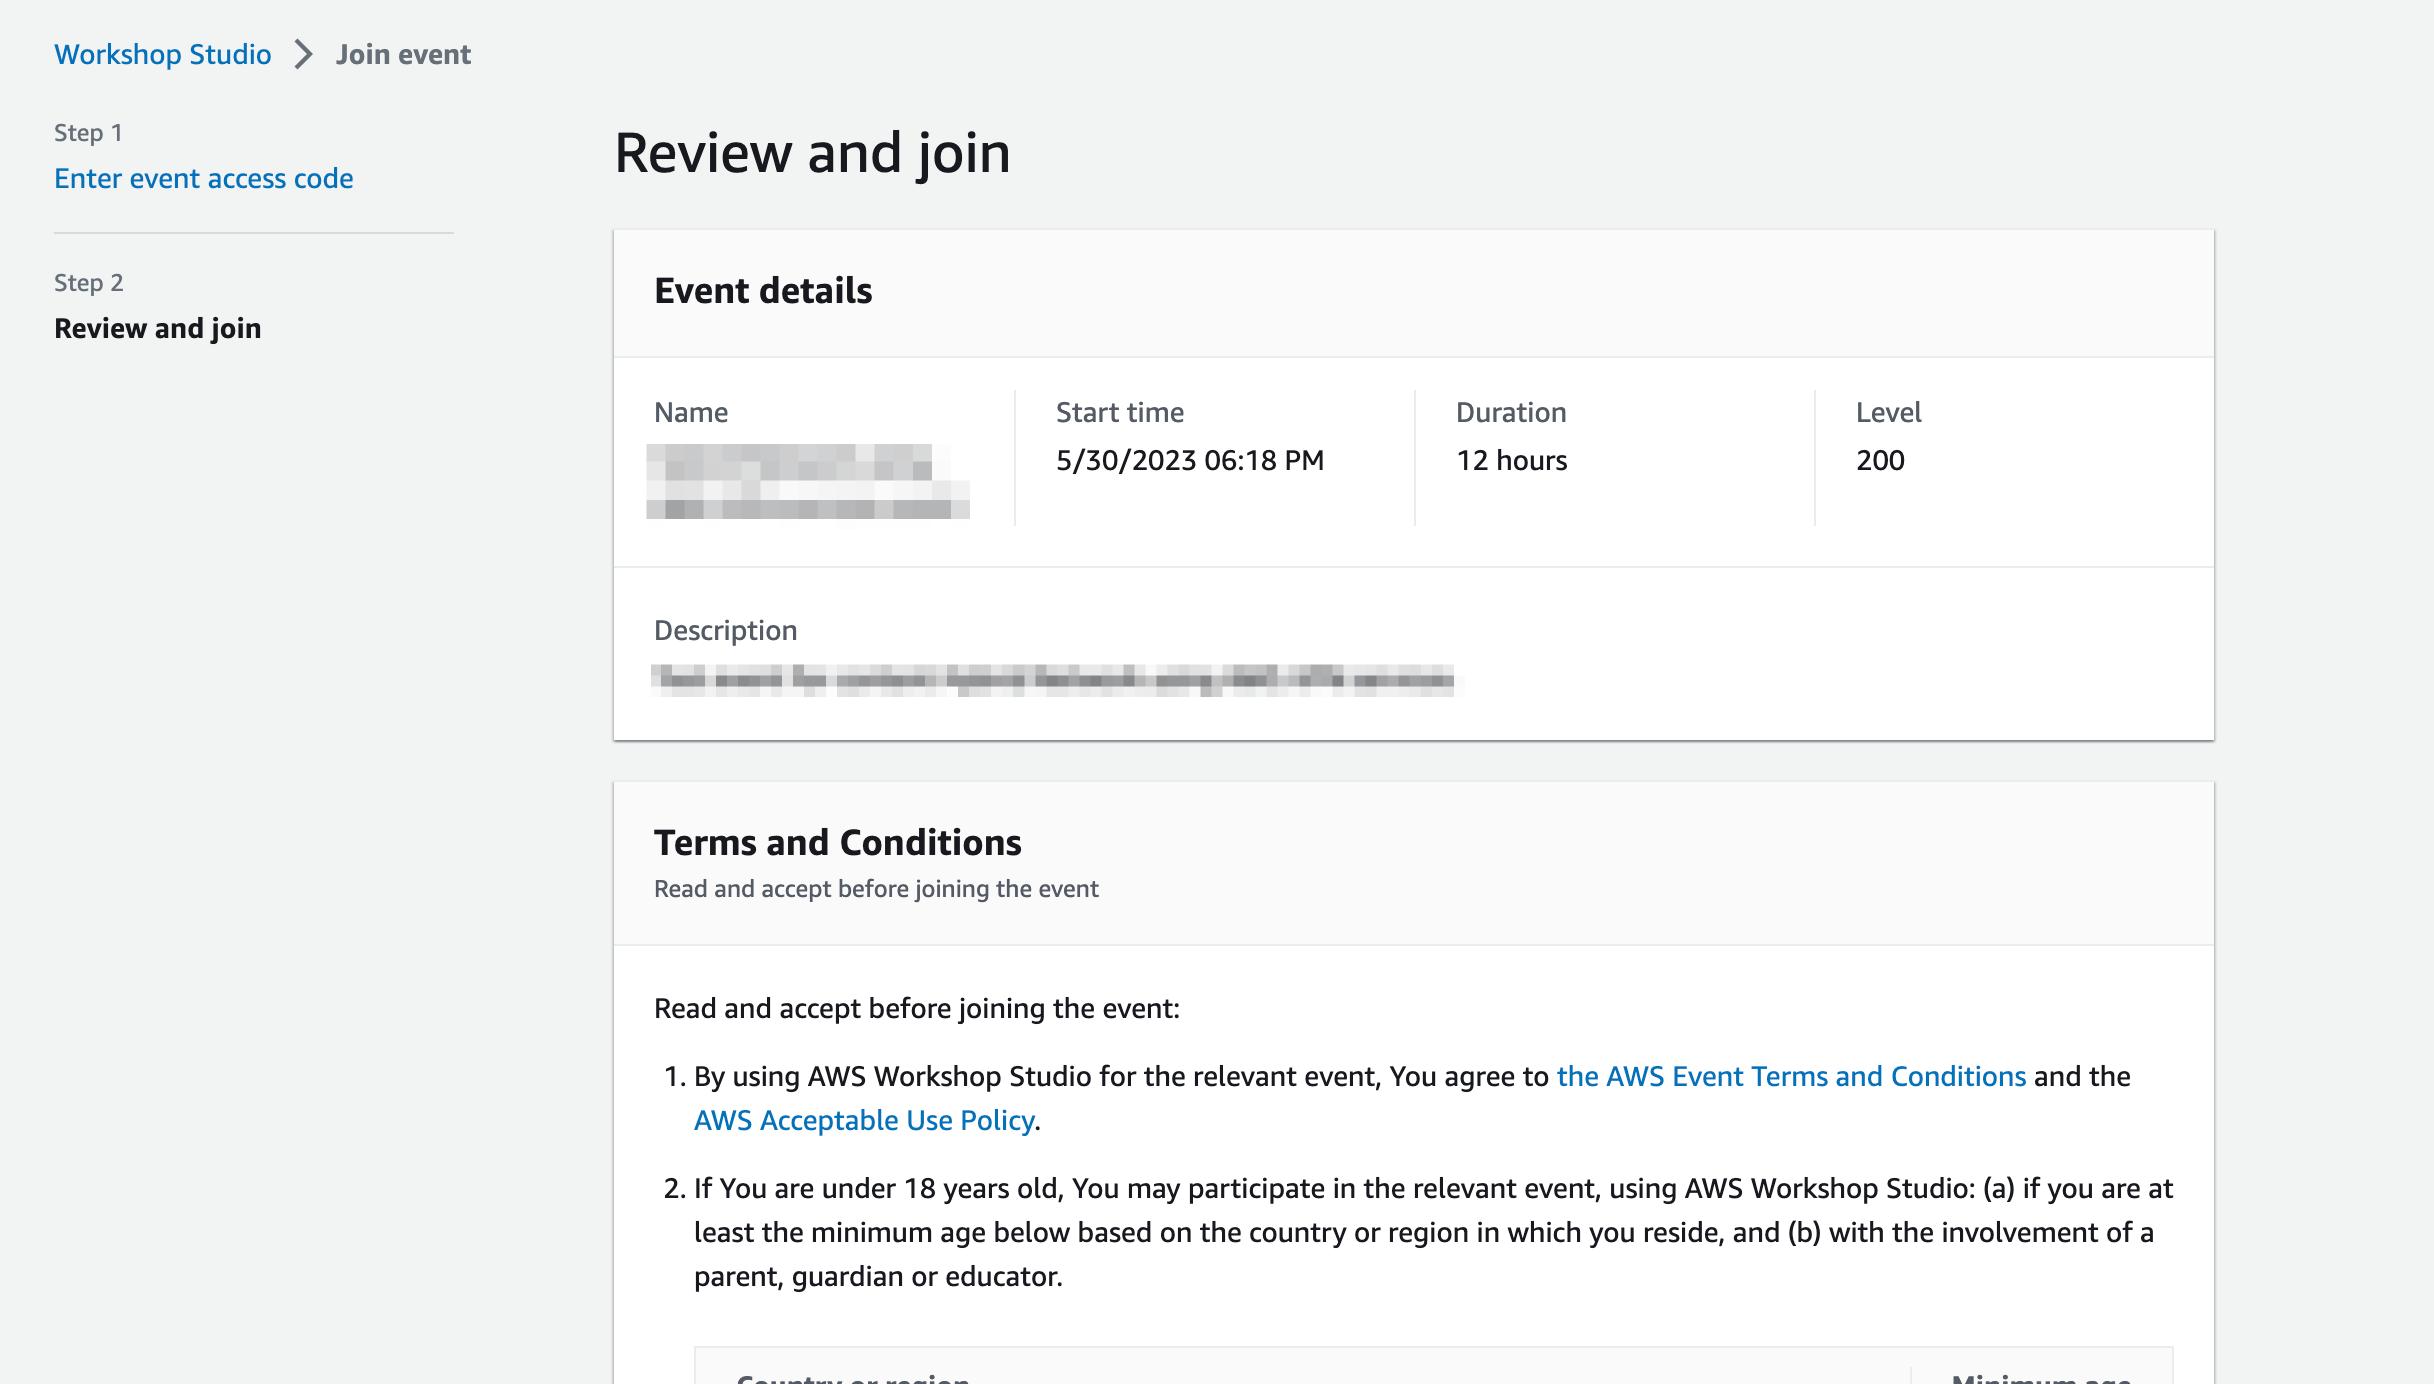 Workshop Studio > Join event
Step 1
Enter event access code
Step 2
Review and join
Review and join
Event details
Name
Start time
5/30/2023 06:18 PM
Duration
12 hours
Level
200
Description
Terms and Conditions
Read and accept before joining the event
Read and accept before joining the event:
1. By using AWS Workshop Studio for the relevant event, You agree to the AWS Event Terms and Conditions and the
AWS Acceptable Use Policy.
2. If You are under 18 years old, You may participate in the relevant event, using AWS Workshop Studio: (a) if you are at
least the minimum age below based on the country or region in which you reside, and (b) with the involvement of a
parent, guardian or educator.
Country or region
Minimum age